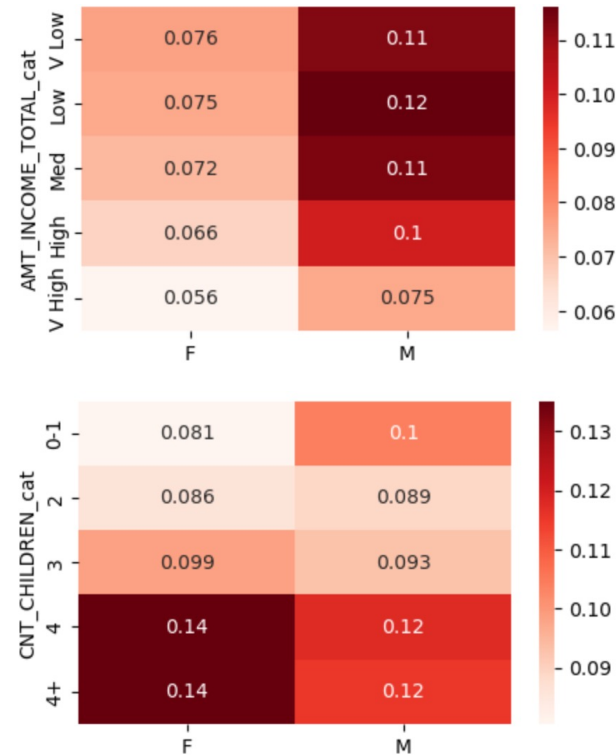 AMT_INCOME_TOTAL_cat
V Low 0.076 0.11
Low 0.075 0.12
Med 0.072 0.11
High 0.066 0.1
V High 0.056 0.075
F M
0.11
0.10
0.09
0.08
0.07
0.06
CNT_CHILDREN_cat
0-1 0.081 0.1
2 0.086 0.089
3 0.099 0.093
4 0.14 0.12
4+ 0.14 0.12
F M
0.13
0.12
0.11
0.10
0.09